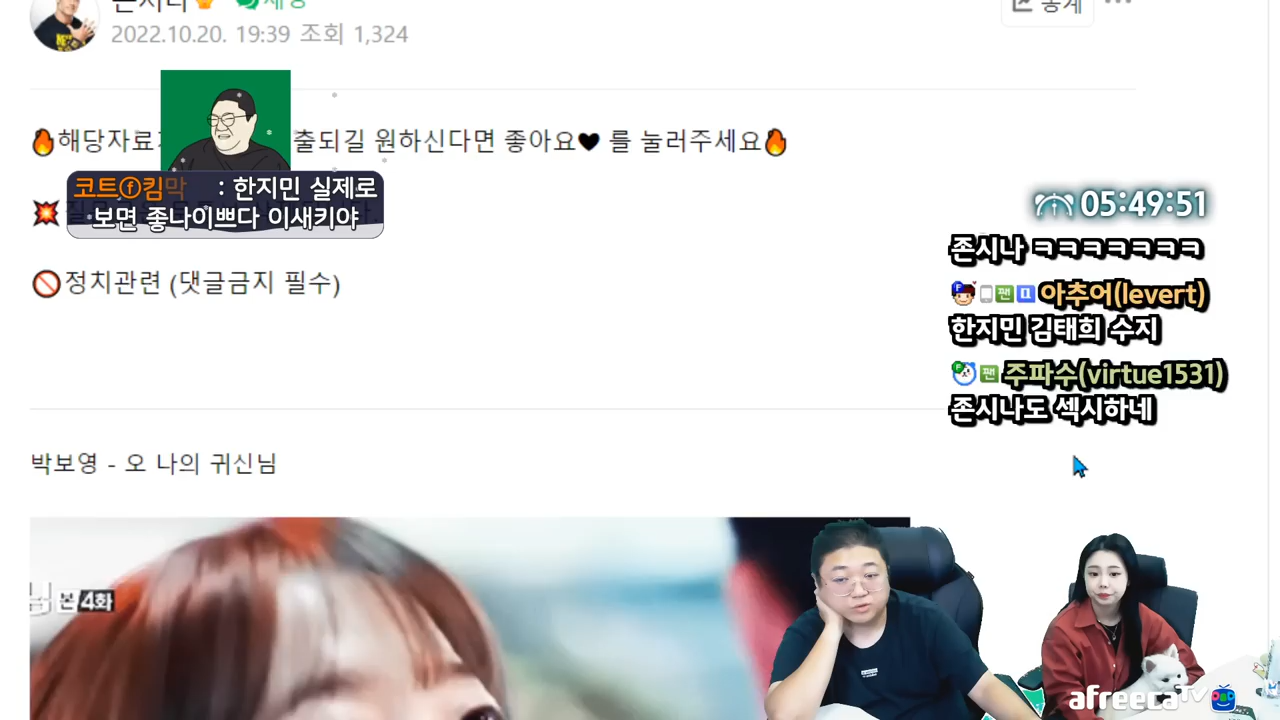 2022.10.20. 19:39 조회 1,324
통계
🔥해당자료 출되길 원하신다면 좋아요🖤 를 눌러주세요🔥
코트ⓕ킴막 : 한지민 실제로
보면 좋나이쁘다 이새키야
🚫정치관련 (댓글금지 필수)
05:49:51
존시나 ㅋㅋㅋㅋㅋㅋㅋ
F 팬 아추어(levert)
한지민 김태희 수지
F 팬 주파수(virtue1531)
존시나도 섹시하네
박보영 - 오 나의 귀신님
본 4화
afreecaTV